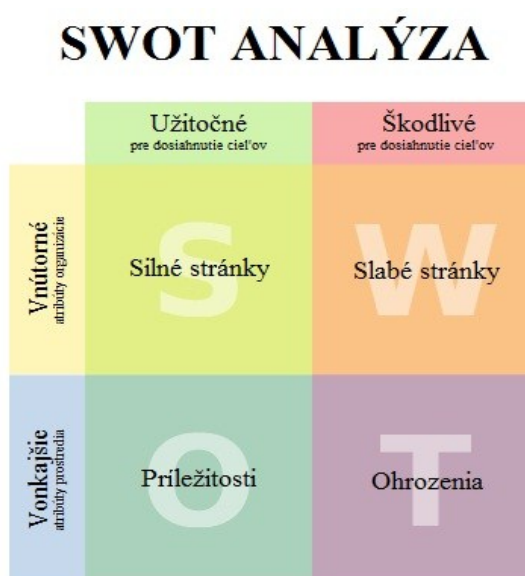 SWOT ANALÝZA
Užitočné
pre dosiahnutie cieľov
Škodlivé
pre dosiahnutie cieľov
Vnútorné
atribúty organizácie
S
Silné stránky
W
Slabé stránky
Vonkajšie
atribúty prostredia
O
Príležitosti
T
Ohrozenia